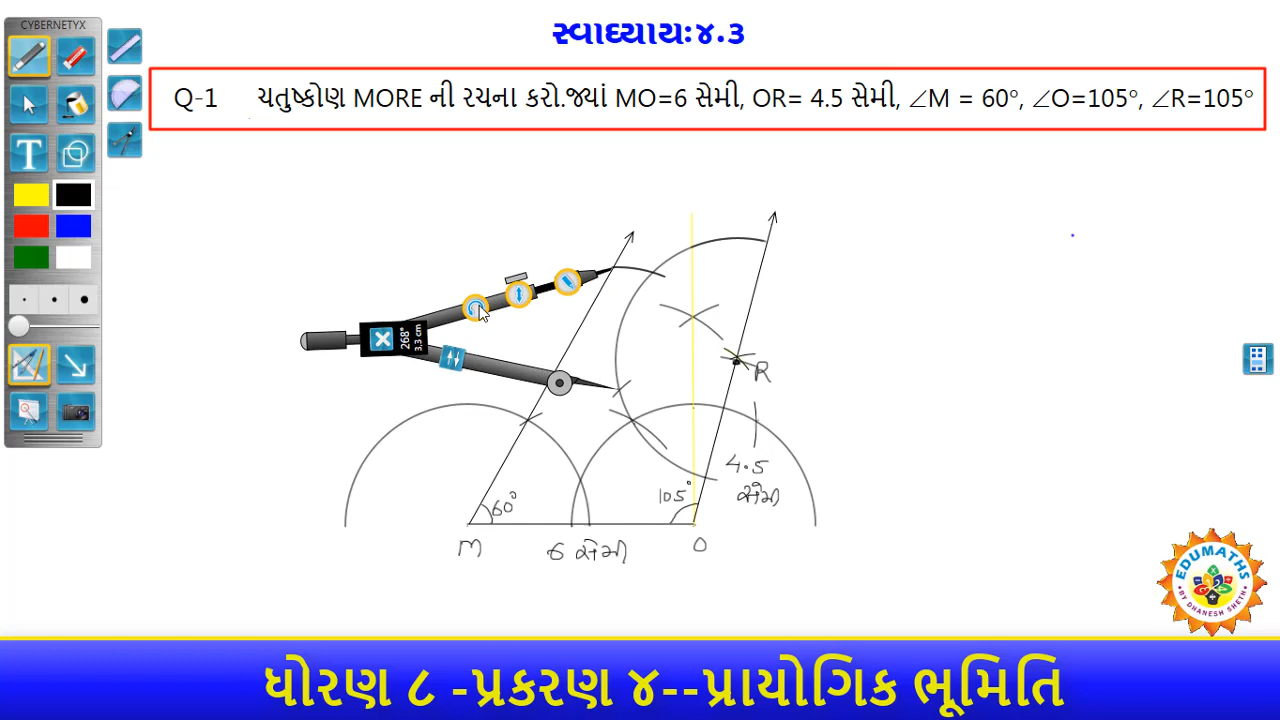 CYBERNETYX
સ્વાધ્યાયઃ૪.૩
Q-1 ચતુષ્કોણ MORE ની રચના કરો.જ્યાં MO=6 સેમી, OR= 4.5 સેમી, ∠M = 60°, ∠O=105°, ∠R=105°
T
268°
3.3 cm
R
4.5
સેમી
105°
60°
M
6 સેમી
O
EDUMATHS
BY DHANESH SHETH
ધોરણ ૮ -પ્રકરણ ૪--પ્રાયોગિક ભૂમિતિ